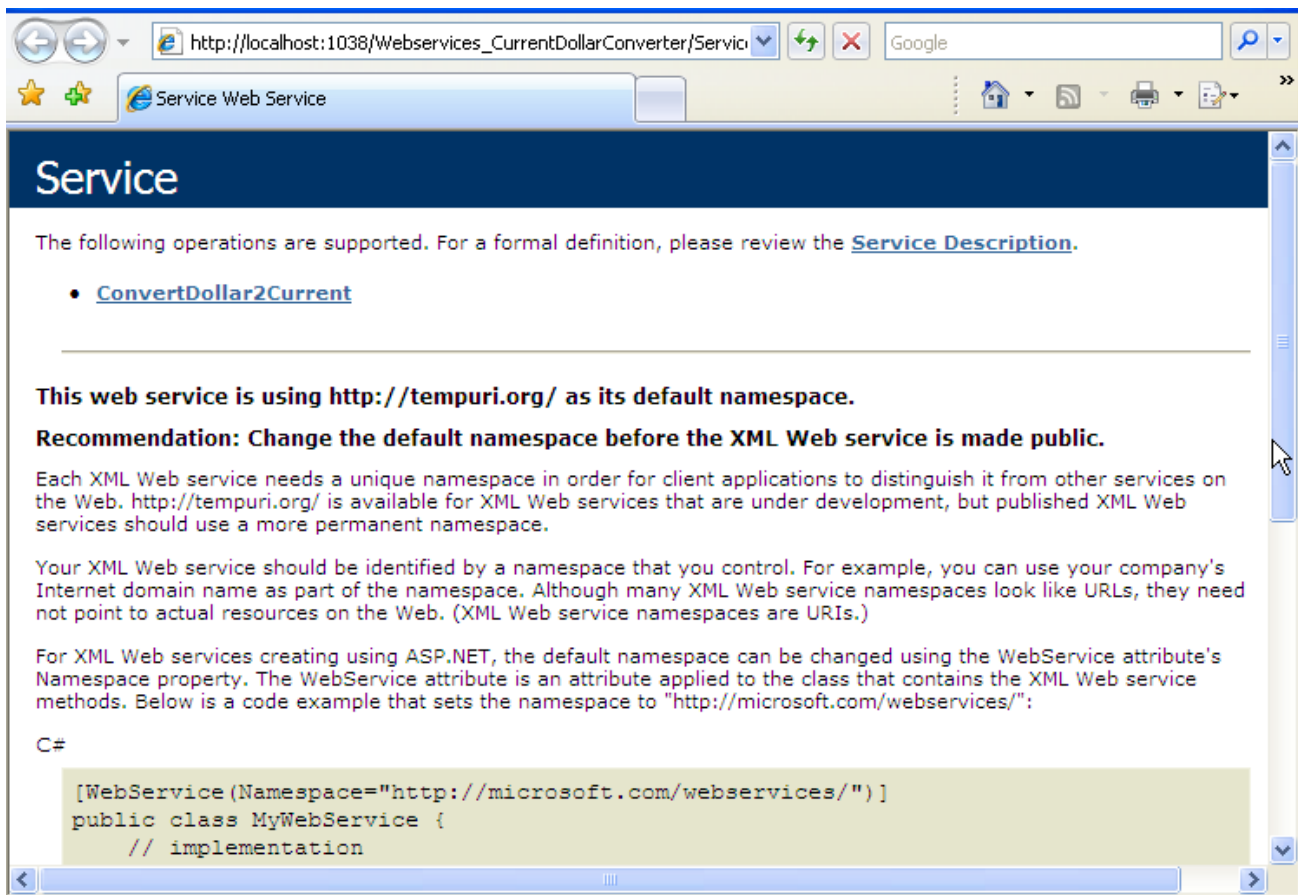 http://localhost:1038/Webservices_CurrentDollarConverter/Servic
Google
Service Web Service
Service
The following operations are supported. For a formal definition, please review the Service Description.
• ConvertDollar2Current
This web service is using http://tempuri.org/ as its default namespace.
Recommendation: Change the default namespace before the XML Web service is made public.
Each XML Web service needs a unique namespace in order for client applications to distinguish it from other services on
the Web. http://tempuri.org/ is available for XML Web services that are under development, but published XML Web
services should use a more permanent namespace.
Your XML Web service should be identified by a namespace that you control. For example, you can use your company's
Internet domain name as part of the namespace. Although many XML Web service namespaces look like URLs, they need
not point to actual resources on the Web. (XML Web service namespaces are URIs.)
For XML Web services creating using ASP.NET, the default namespace can be changed using the WebService attribute's
Namespace property. The WebService attribute is an attribute applied to the class that contains the XML Web service
methods. Below is a code example that sets the namespace to "http://microsoft.com/webservices/":
C#
[WebService(Namespace="http://microsoft.com/webservices/")]
public class MyWebService {
// implementation